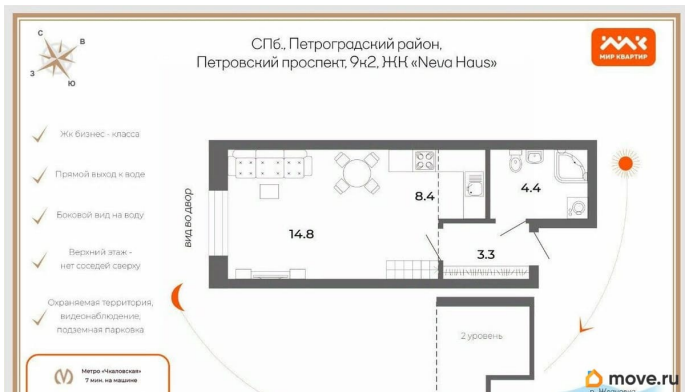 СПб., Петроградский район,
Петровский проспект, 9к2, ЖК «Neva Haus»
МИР КВАРТИР
С
В
З
Ю
Жк бизнес - класса
Прямой выход к воде
Боковой вид на воду
Верхний этаж -
нет соседей сверху
Охраняемая территория,
видеонаблюдение,
подземная парковка
Метро «Чкаловская»
7 мин. на машине
вид во двор
14.8
8.4
4.4
3.3
2 уровень
move.ru
р. Ждановка